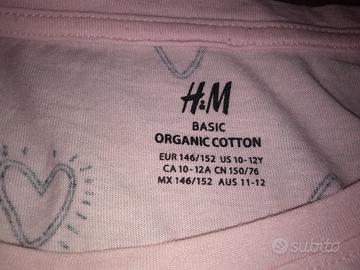 H&M
BASIC
ORGANIC COTTON
EUR 146/152 US 10-12Y
CA 10-12A CN 150/76
MX 146/152 AUS 11-12
subito